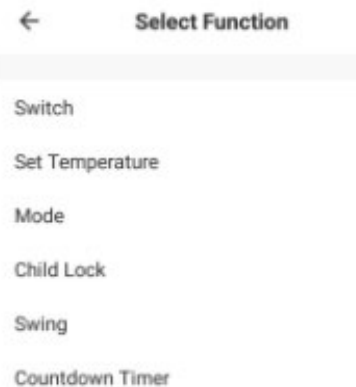 Select Function
Switch
Set Temperature
Mode
Child Lock
Swing
Countdown Timer